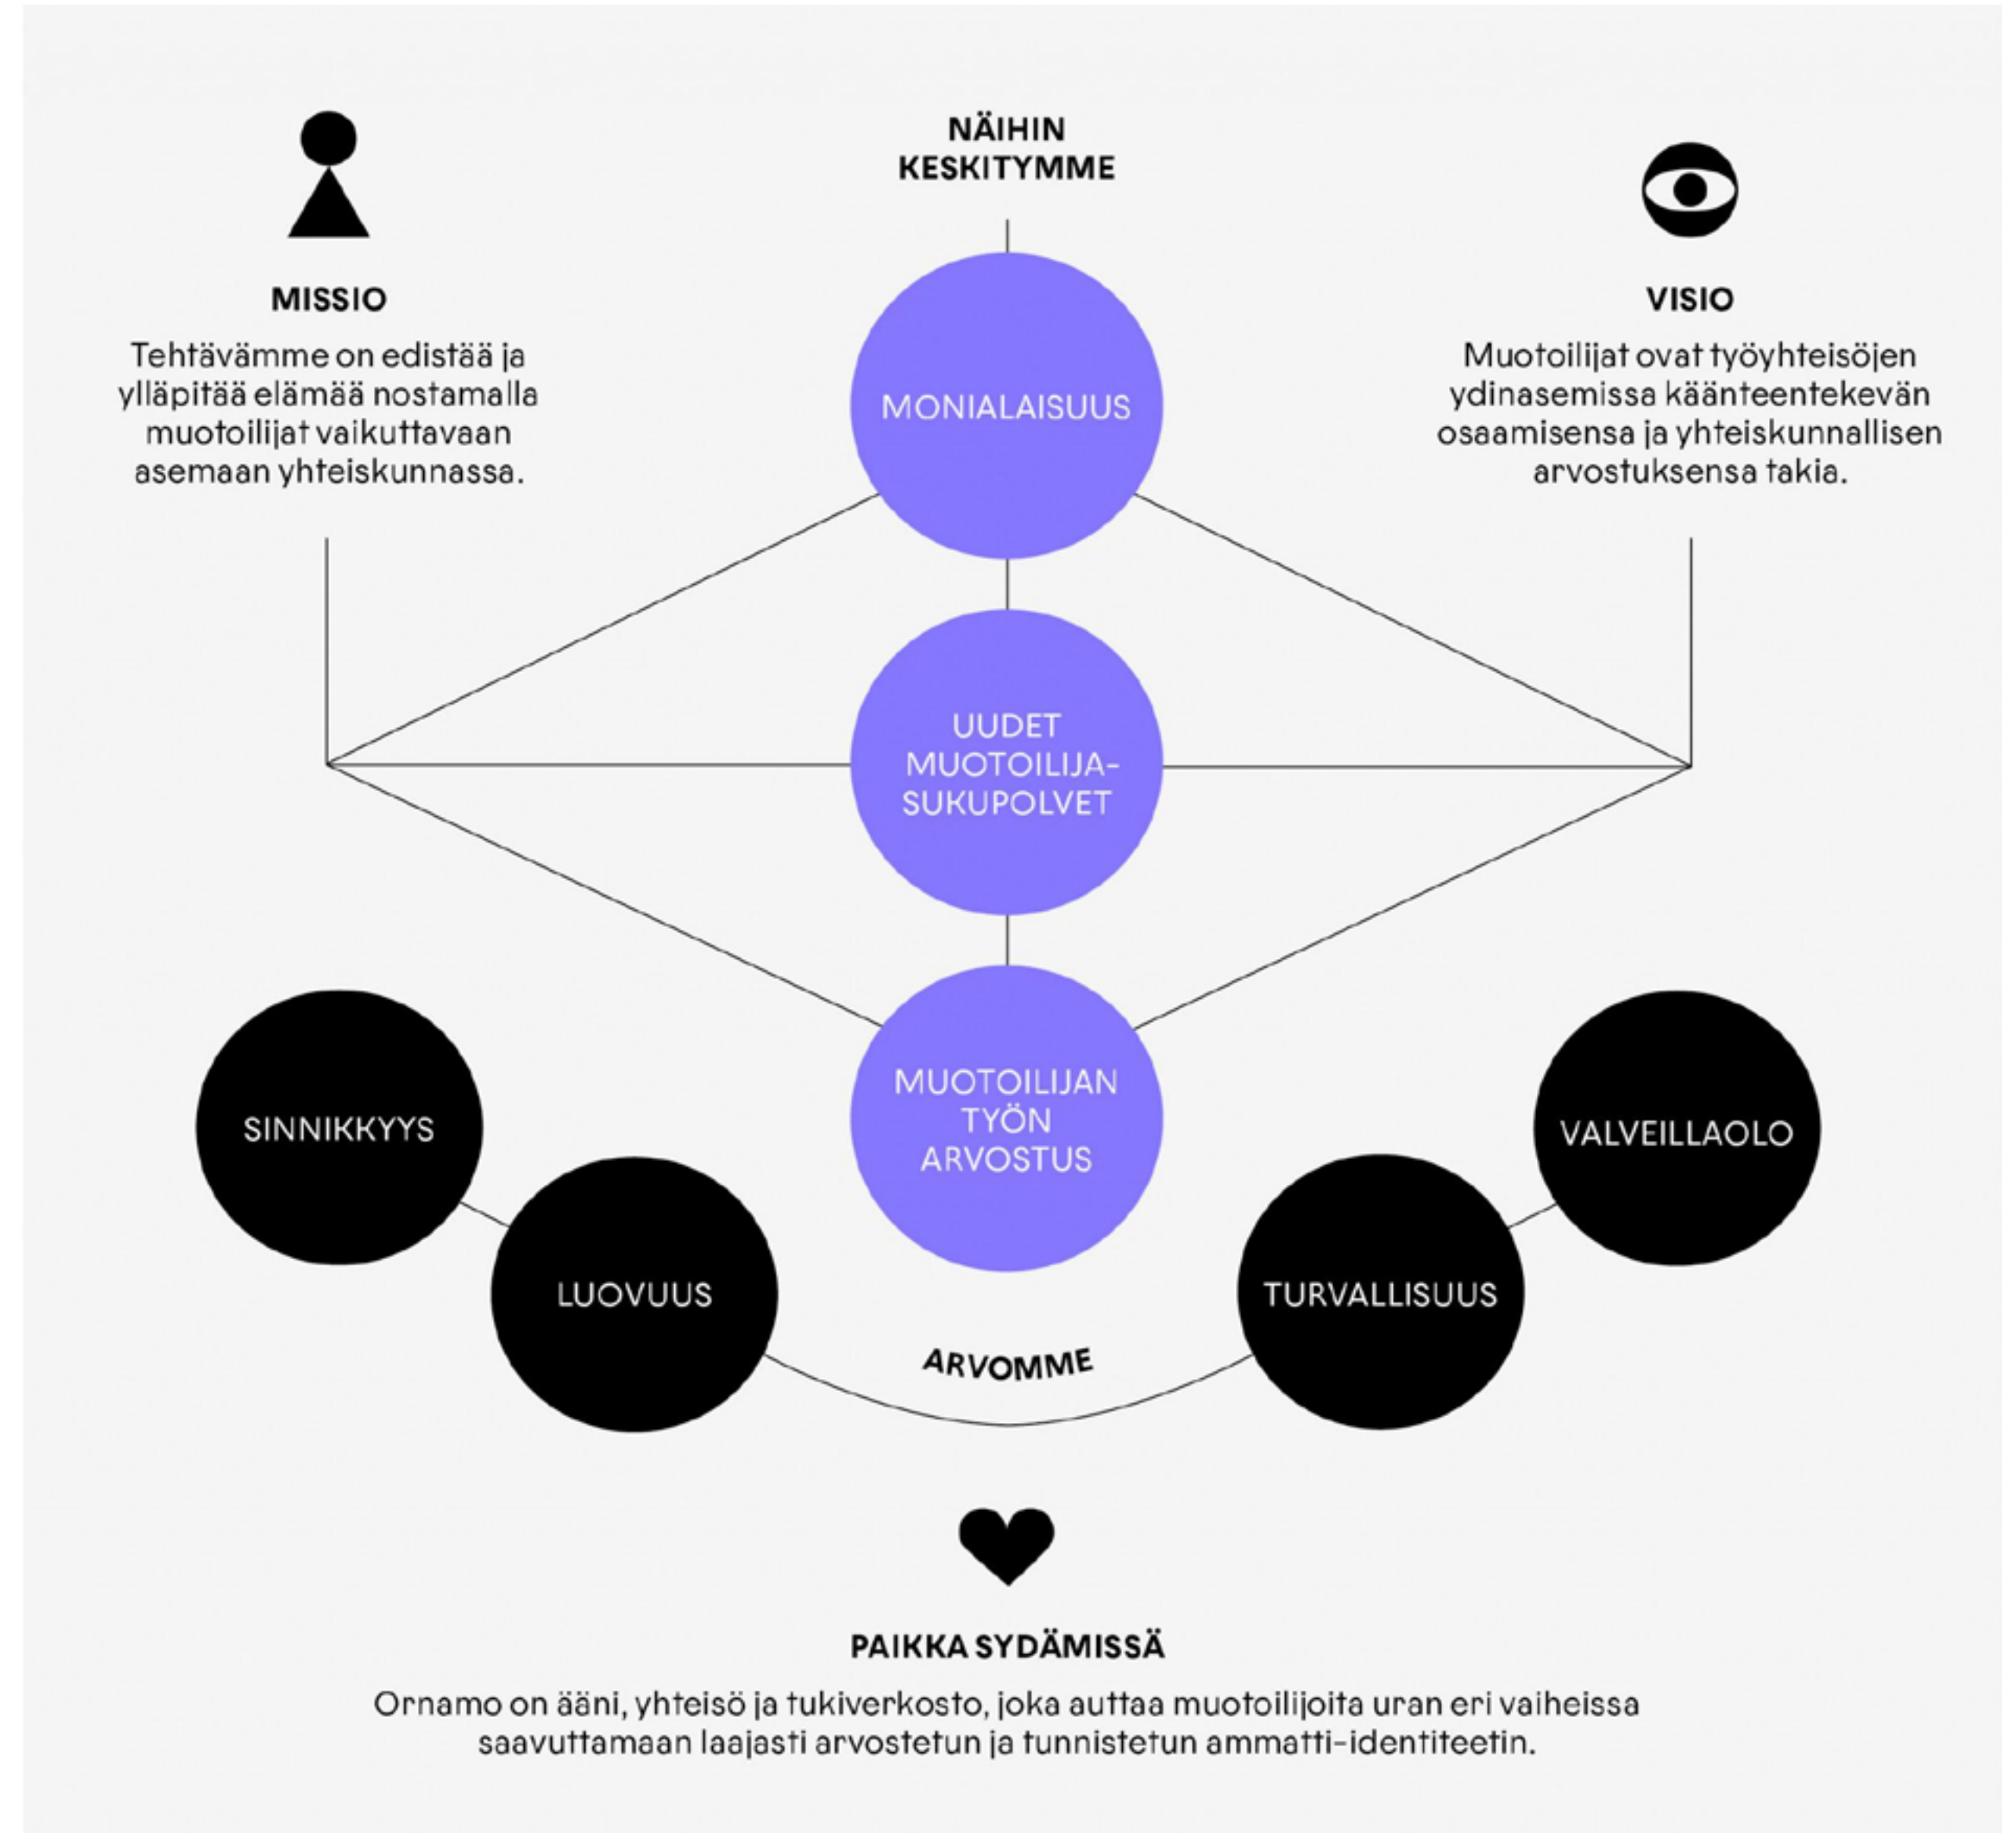 MISSIO
Tehtävämme on edistää ja
ylläpitää elämää nostamalla
muotoilijat vaikuttavaan
asemaan yhteiskunnassa.
NÄIHIN
KESKITYMME
MONIALAISUUS
UUDET
MUOTOILIJA-
SUKUPOLVET
MUOTOILIJAN
TYÖN
ARVOSTUS
VISIO
Muotoilijat ovat työyhteisöjen
ydinasemissa käänteentekevän
osaamisensa ja yhteiskunnallisen
arvostuksensa takia.
SINNIKKYYS
LUOVUUS
ARVOMME
TURVALLISUUS
VALVEILLAOLO
PAIKKA SYDÄMISSÄ
Ornamo on ääni, yhteisö ja tukiverkosto, joka auttaa muotoilijoita uran eri vaiheissa
saavuttamaan laajasti arvostetun ja tunnistetun ammatti-identiteetin.